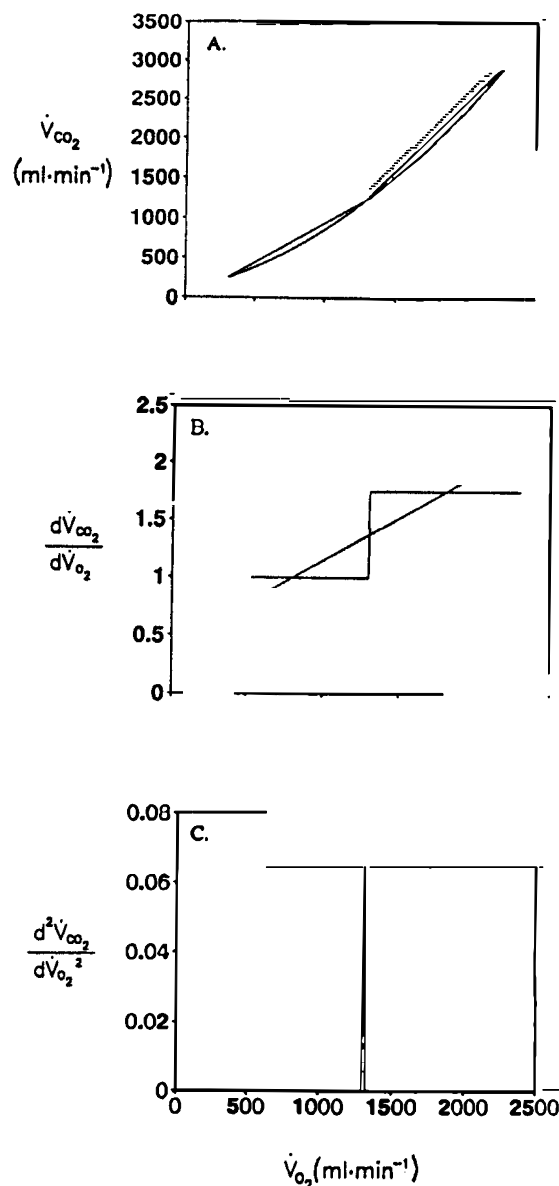 3500
A.
3000
2500
V̇CO₂
2000
(ml·min⁻¹)
1500
1000
500
0
2.5
B.
2
dV̇CO₂
1.5
dV̇O₂
1
0.5
0
0.08
C.
0.06
d²V̇CO₂
0.04
dV̇O₂²
0.02
0
0 500 1000 1500 2000 2500
V̇O₂(ml·min⁻¹)